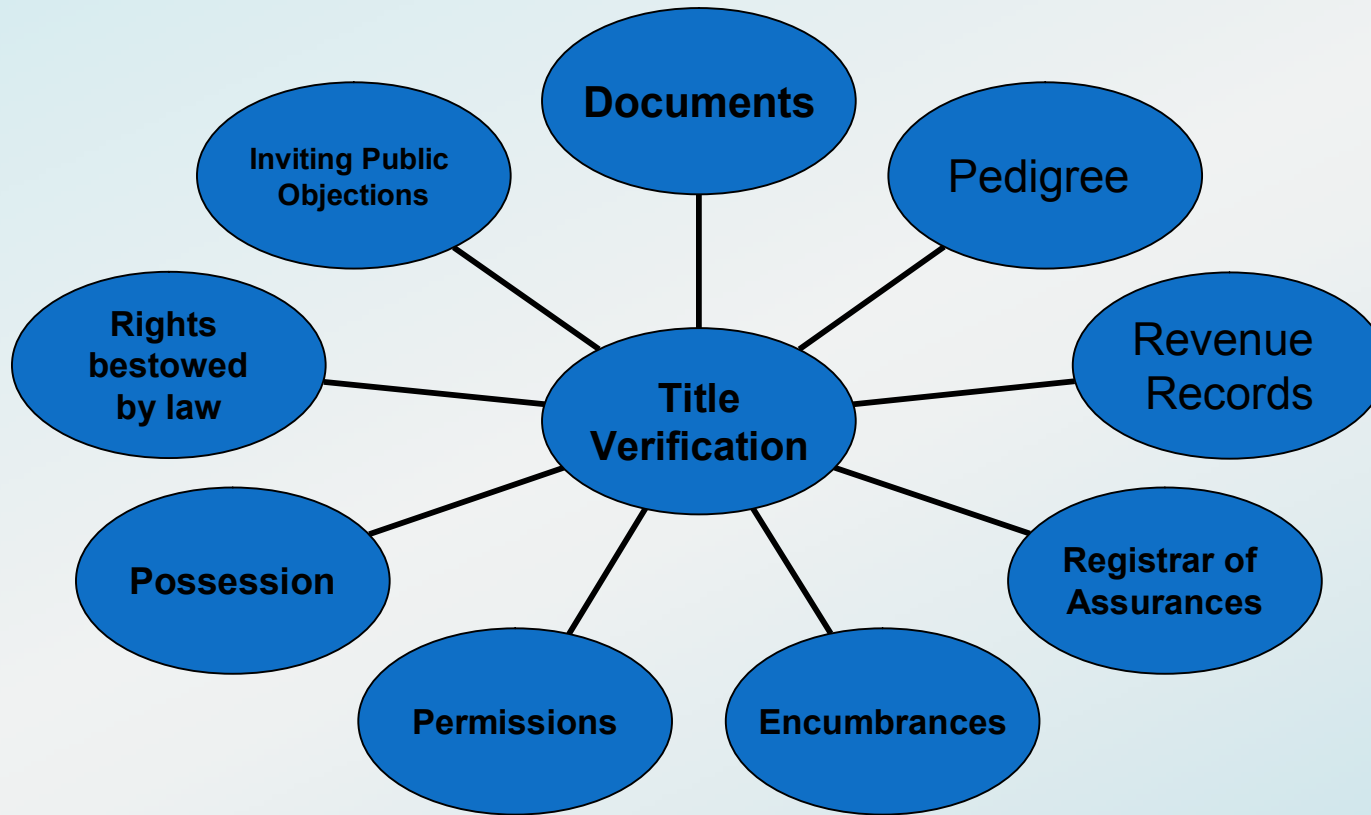 Documents
Inviting Public
Objections
Pedigree
Rights
bestowed
by law
Revenue
Records
Title
Verification
Possession
Registrar of
Assurances
Permissions
Encumbrances